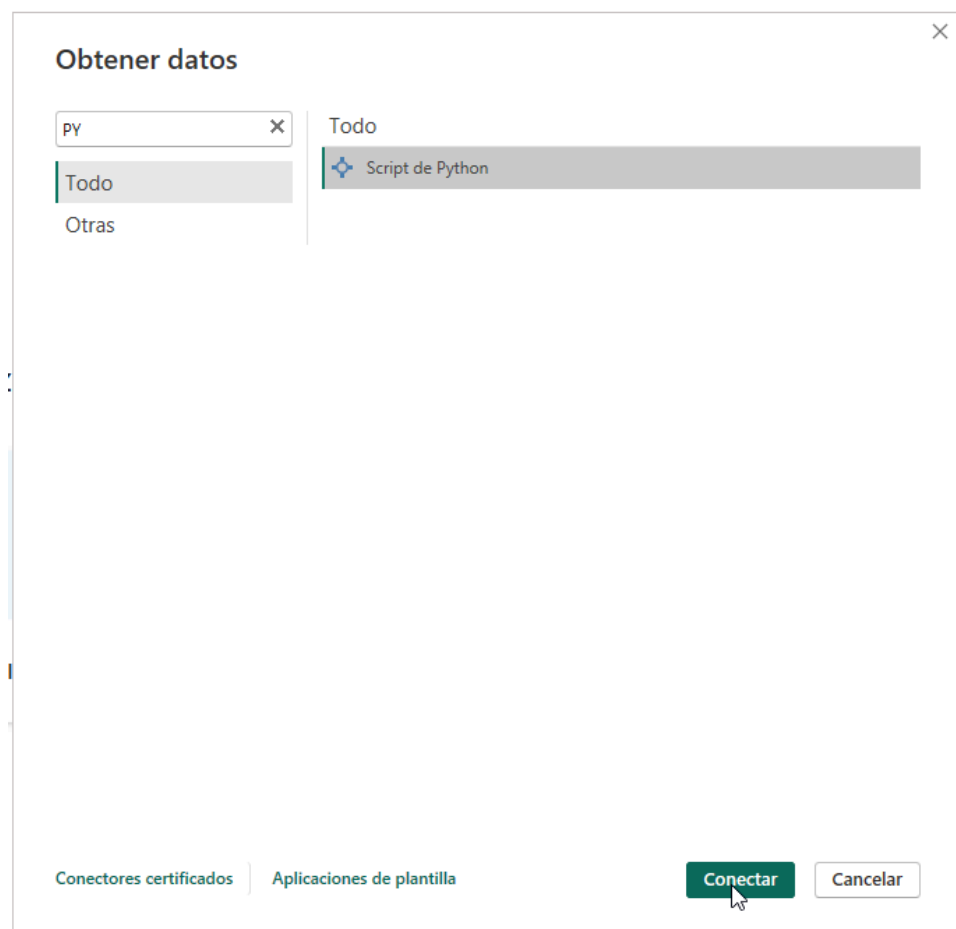 Obtener datos
PY
Todo
Otras
Todo
Script de Python
Conectores certificados
Aplicaciones de plantilla
Conectar
Cancelar